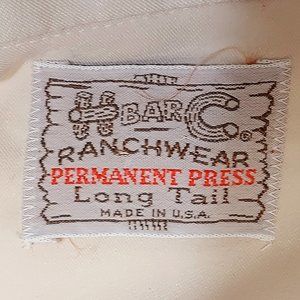 H BAR C®
RANCHWEAR
PERMANENT PRESS
Long Tail
MADE IN U.S.A.